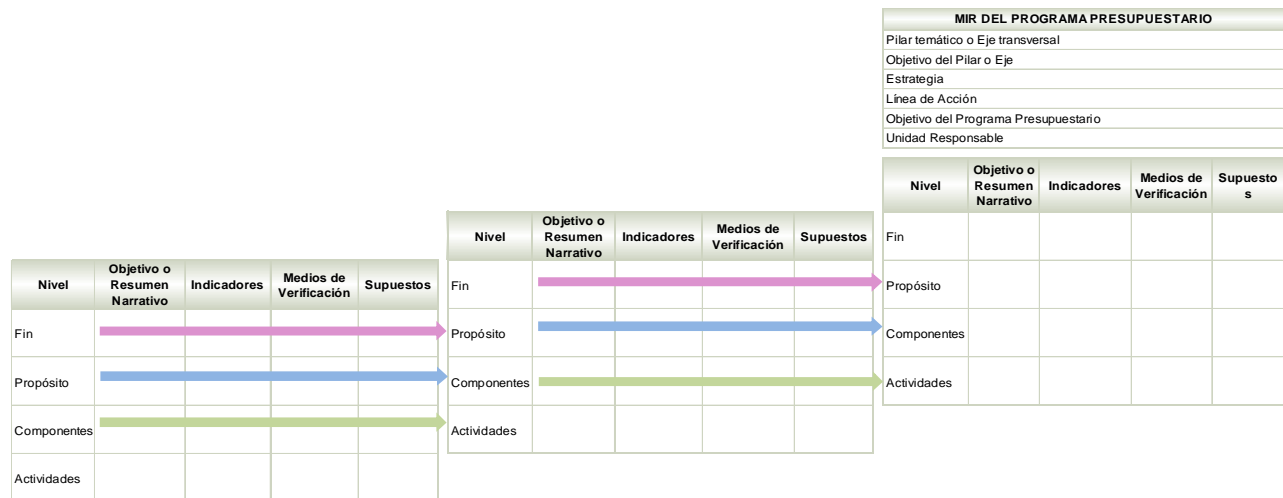 MIR DEL PROGRAMA PRESUPUESTARIO
Pilar temático o Eje transversal
Objetivo del Pilar o Eje
Estrategia
Línea de Acción
Objetivo del Programa Presupuestario
Unidad Responsable
Nivel
Objetivo o
Resumen
Narrativo
Indicadores
Medios de
Verificación
Supuesto
s
Fin
Propósito
Componentes
Actividades
Nivel
Objetivo o
Resumen
Narrativo
Indicadores
Medios de
Verificación
Supuestos
Fin
Propósito
Componentes
Actividades
Nivel
Objetivo o
Resumen
Narrativo
Indicadores
Medios de
Verificación
Supuestos
Fin
Propósito
Componentes
Actividades